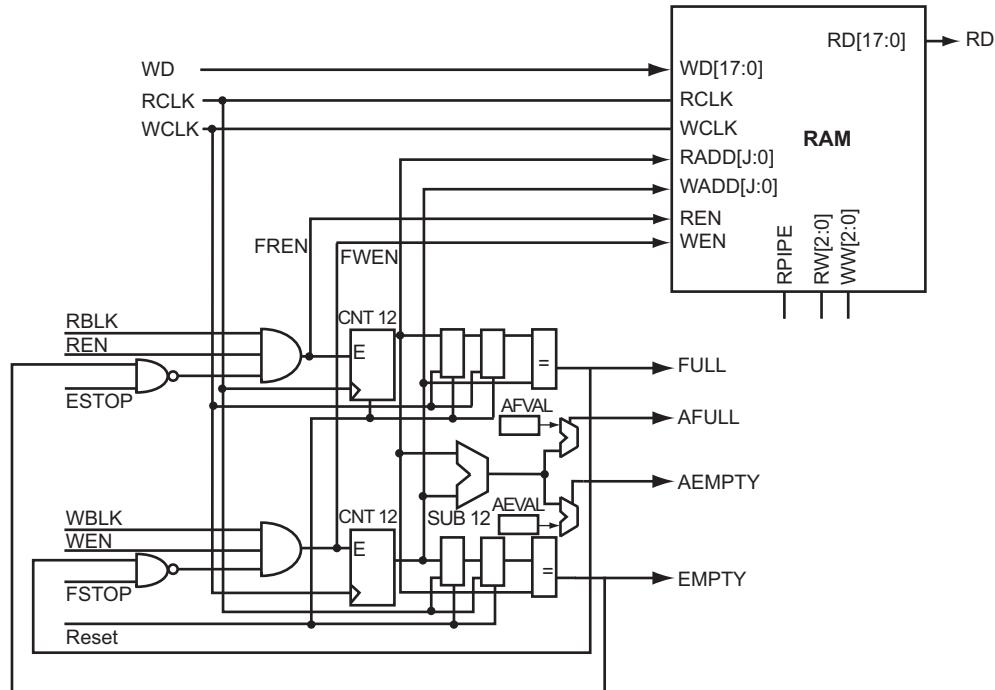 RD[17:0]
RD
WD
WD[17:0]
RCLK
RCLK
WCLK
WCLK
RAM
RADD[J:0]
WADD[J:0]
REN
WEN
RPIPE
RW[2:0]
WW[2:0]
FREN
FWEN
RBLK
REN
ESTOP
CNT 12
E
=
FULL
AFVAL
AFULL
AEMPTY
AEVAL
SUB 12
WBLK
WEN
FSTOP
CNT 12
E
=
EMPTY
Reset